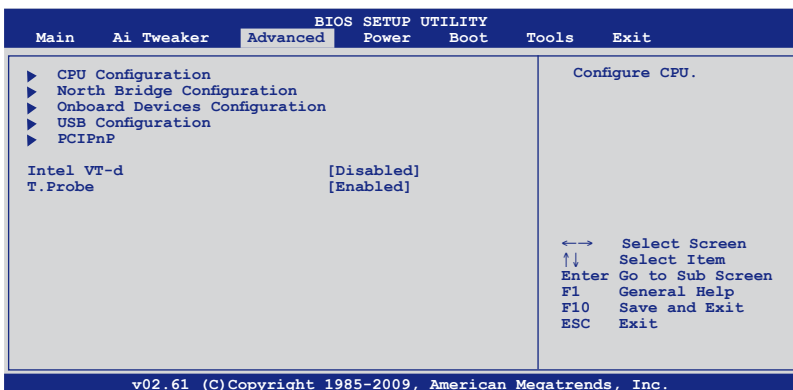 BIOS SETUP UTILITY
Main Ai Tweaker Advanced Power Boot Tools Exit
CPU Configuration
North Bridge Configuration
Onboard Devices Configuration
USB Configuration
PCIPnP
Intel VT-d [Disabled]
T.Probe [Enabled]
Configure CPU.
←→ Select Screen
↑↓ Select Item
Enter Go to Sub Screen
F1 General Help
F10 Save and Exit
ESC Exit
v02.61 (C)Copyright 1985-2009, American Megatrends, Inc.